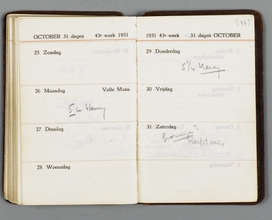 [96]
OCTOBER 31 dagen 43e week 1931
25 Zondag
26 Maandag Volle Maan
27 Dinsdag
28 Woensdag
1931 43e week 31 dagen OCTOBER
29 Donderdag
30 Vrijdag
31 Zaterdag